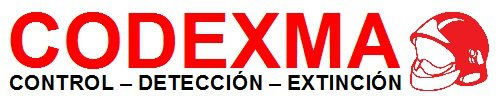 CODEXMA
CONTROL – DETECCIÓN – EXTINCIÓN